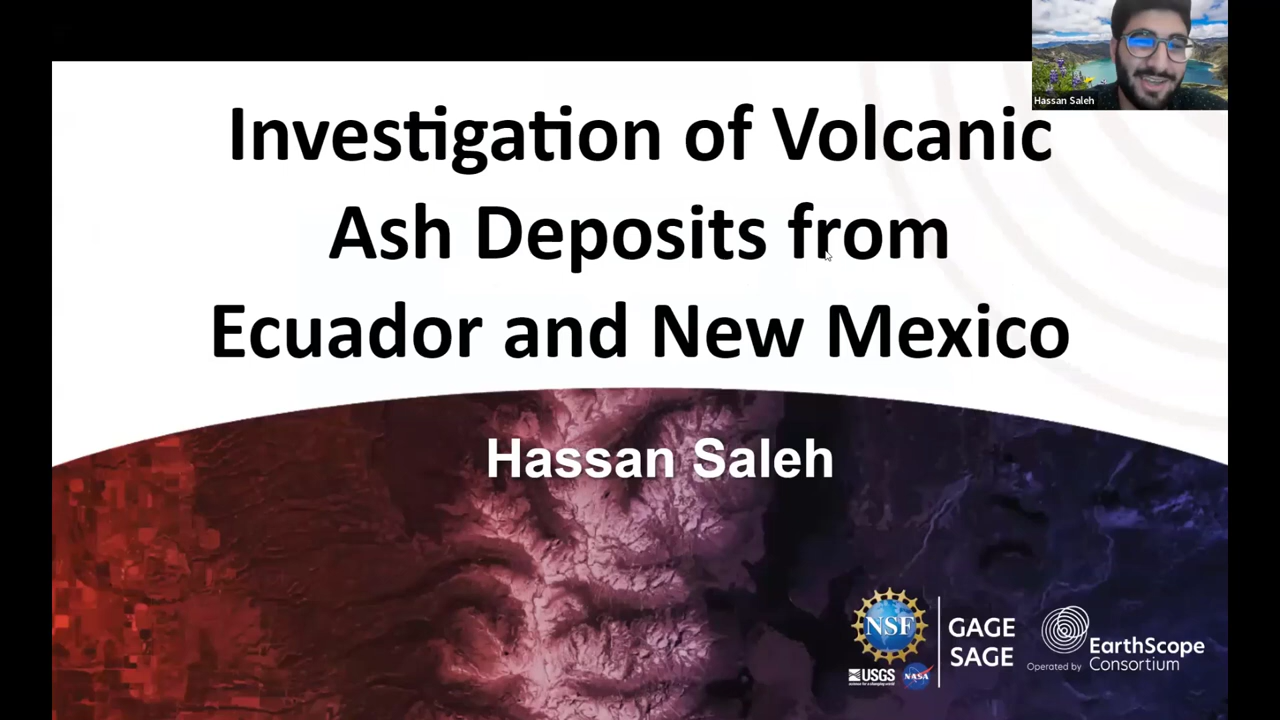 Hassan Saleh
Investigation of Volcanic
Ash Deposits from
Ecuador and New Mexico
Hassan Saleh
NSF
GAGE
SAGE
USGS
NASA
Operated by
EarthScope
Consortium